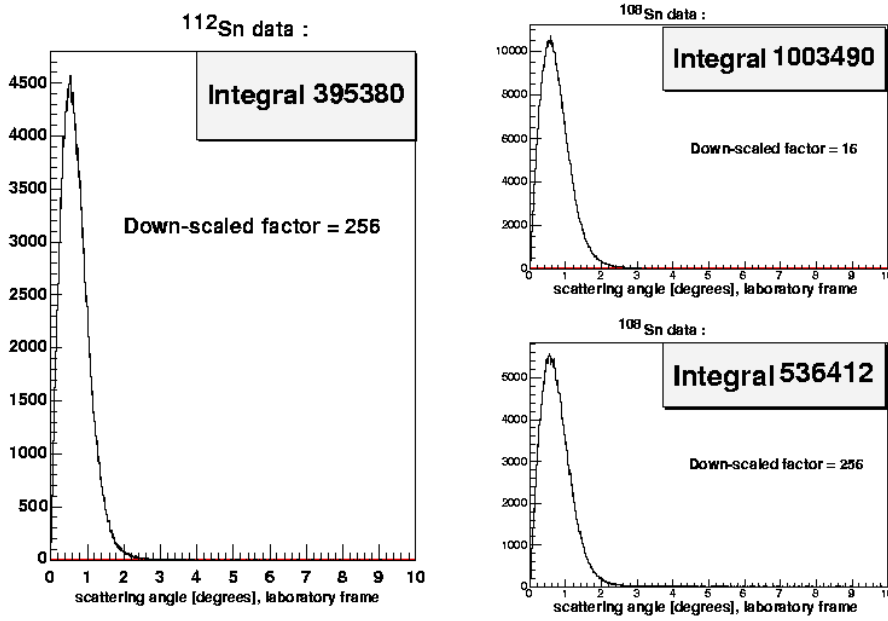 112Sn data :
Integral 395380
Down-scaled factor = 256
4500
4000
3500
3000
2500
2000
1500
1000
500
0
0 1 2 3 4 5 6 7 8 9 10
scattering angle [degrees], laboratory frame
108Sn data :
Integral 1003490
Down-scaled factor = 16
10000
8000
6000
4000
2000
0
0 1 2 3 4 5 6 7 8 9 10
scattering angle [degrees], laboratory frame
108Sn data :
Integral 536412
Down-scaled factor = 256
5000
4000
3000
2000
1000
0
0 1 2 3 4 5 6 7 8 9 10
scattering angle [degrees], laboratory frame